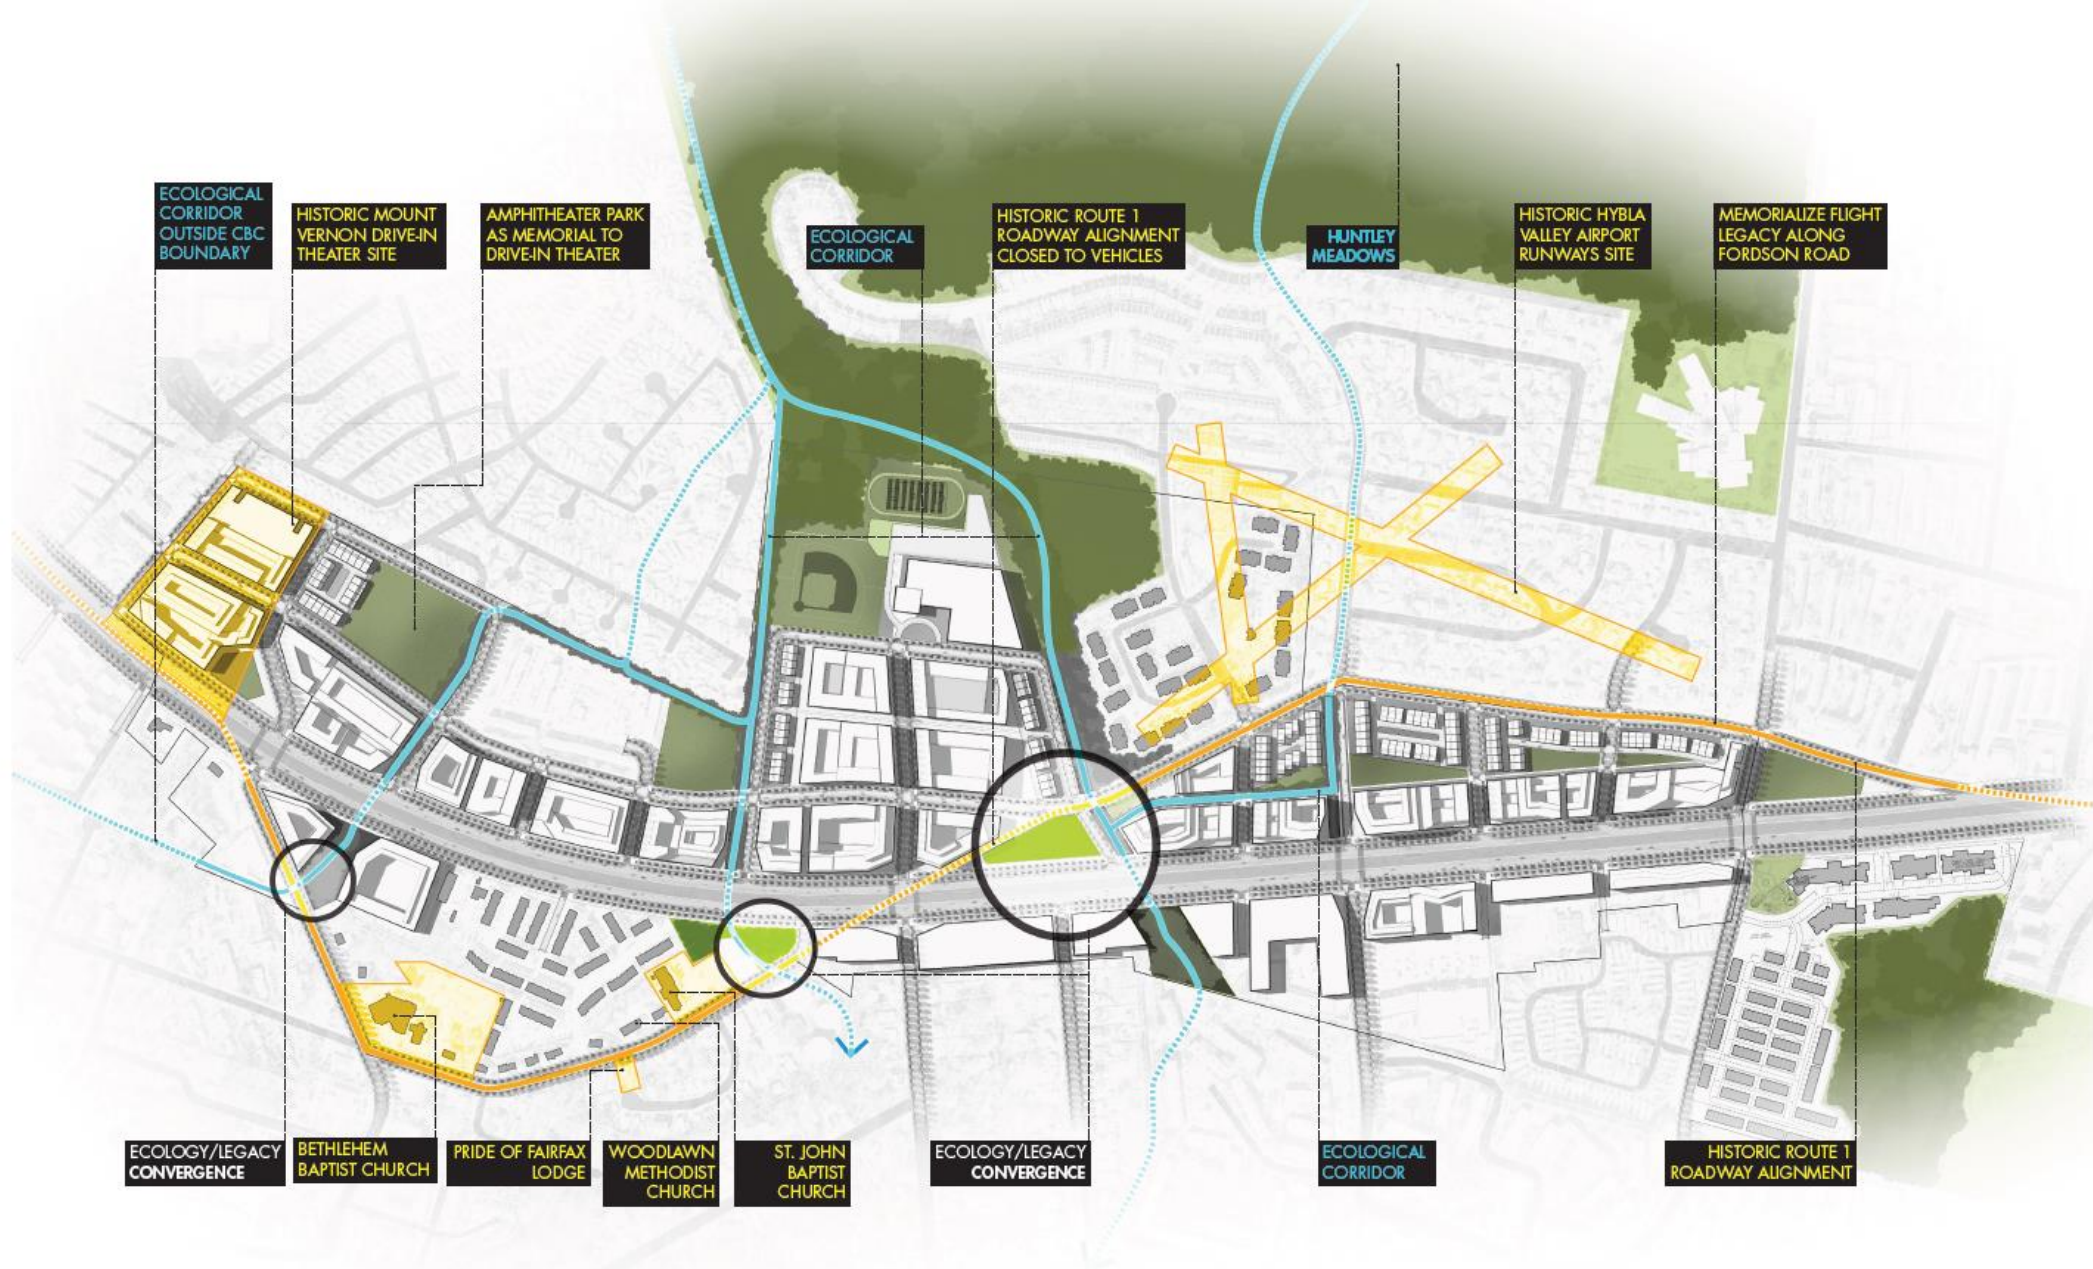 ECOLOGICAL
CORRIDOR
OUTSIDE CBC
BOUNDARY
HISTORIC MOUNT
VERNON DRIVE-IN
THEATER SITE
AMPHITHEATER PARK
AS MEMORIAL TO
DRIVE-IN THEATER
ECOLOGICAL
CORRIDOR
HISTORIC ROUTE 1
ROADWAY ALIGNMENT
CLOSED TO VEHICLES
HUNTLEY
MEADOWS
HISTORIC HYBLA
VALLEY AIRPORT
RUNWAYS SITE
MEMORIALIZE FLIGHT
LEGACY ALONG
FORDSON ROAD
ECOLOGY/LEGACY
CONVERGENCE
BETHLEHEM
BAPTIST CHURCH
PRIDE OF FAIRFAX
LODGE
WOODLAWN
METHODIST
CHURCH
ST. JOHN
BAPTIST
CHURCH
ECOLOGY/LEGACY
CONVERGENCE
ECOLOGICAL
CORRIDOR
HISTORIC ROUTE 1
ROADWAY ALIGNMENT